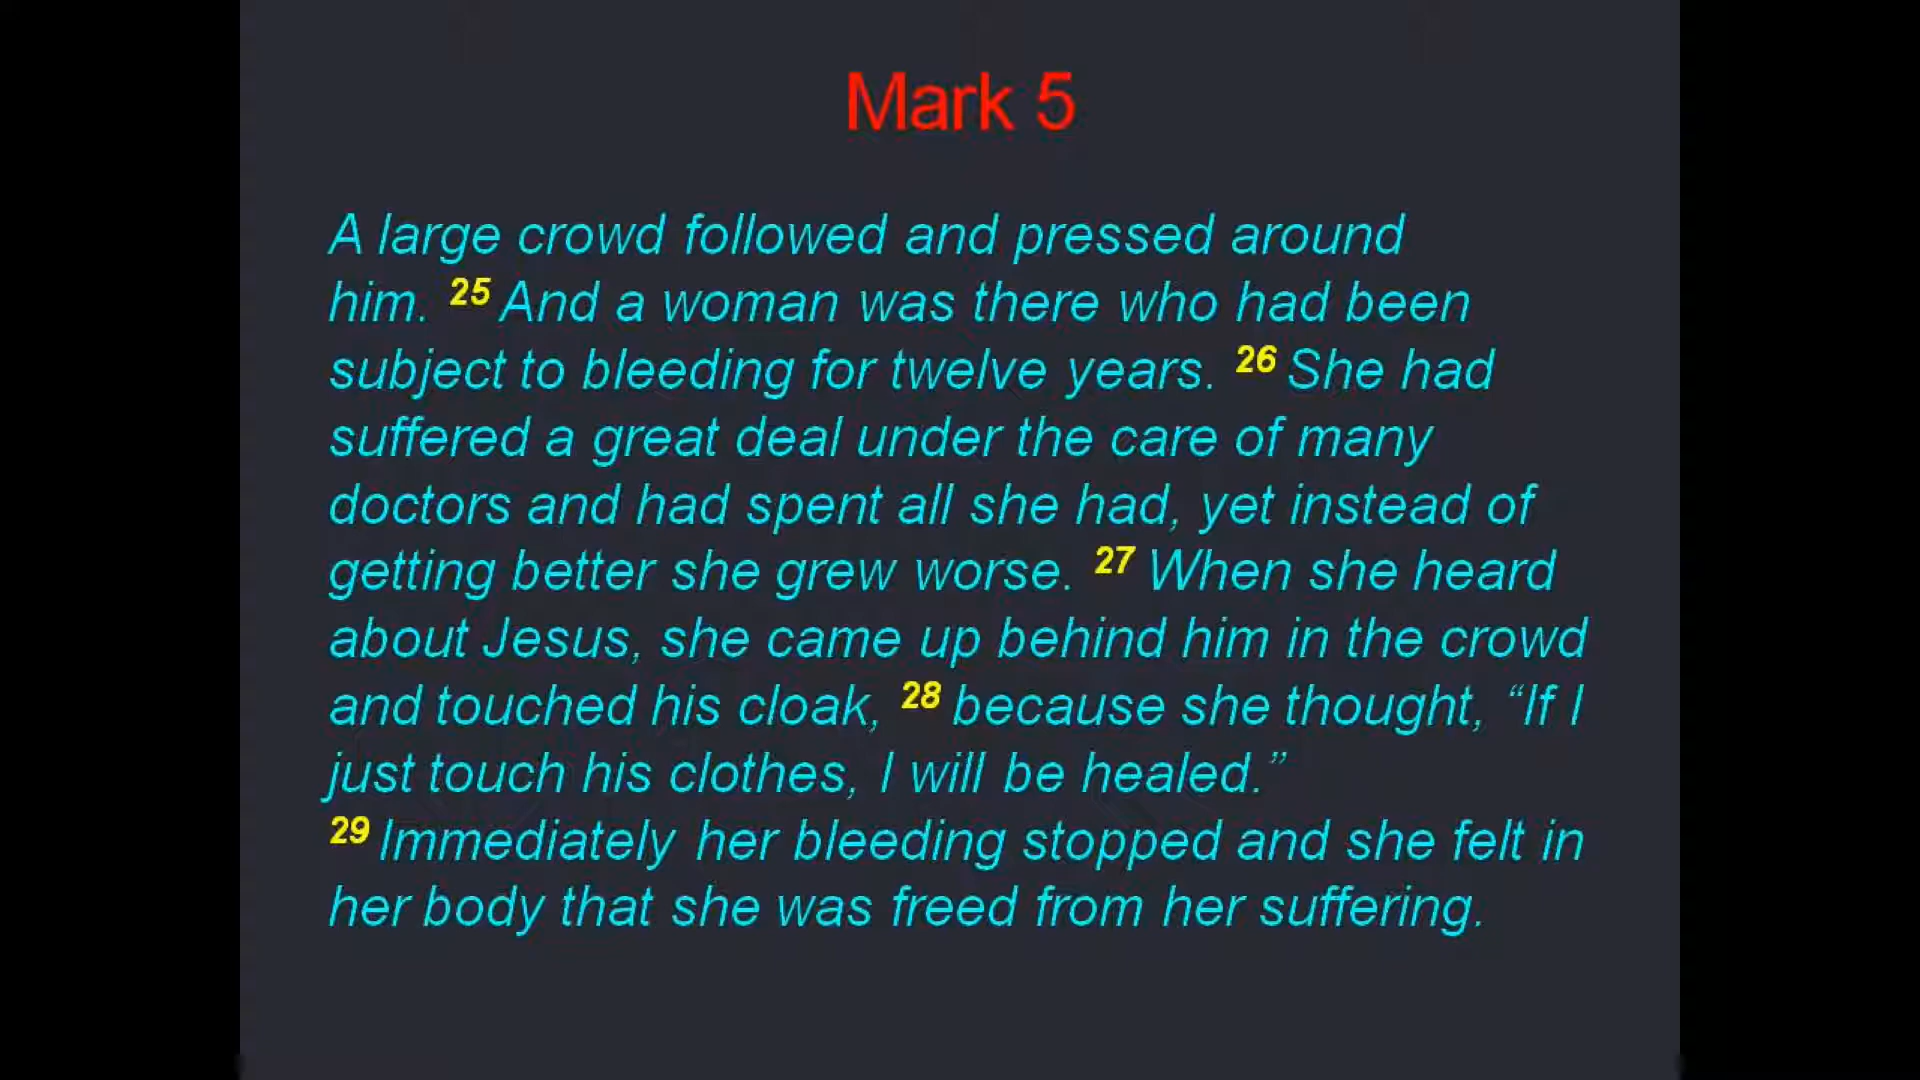 Mark 5
A large crowd followed and pressed around
him. 25 And a woman was there who had been
subject to bleeding for twelve years. 26 She had
suffered a great deal under the care of many
doctors and had spent all she had, yet instead of
getting better she grew worse. 27 When she heard
about Jesus, she came up behind him in the crowd
and touched his cloak, 28 because she thought, “If I
just touch his clothes, I will be healed.”
29 Immediately her bleeding stopped and she felt in
her body that she was freed from her suffering.